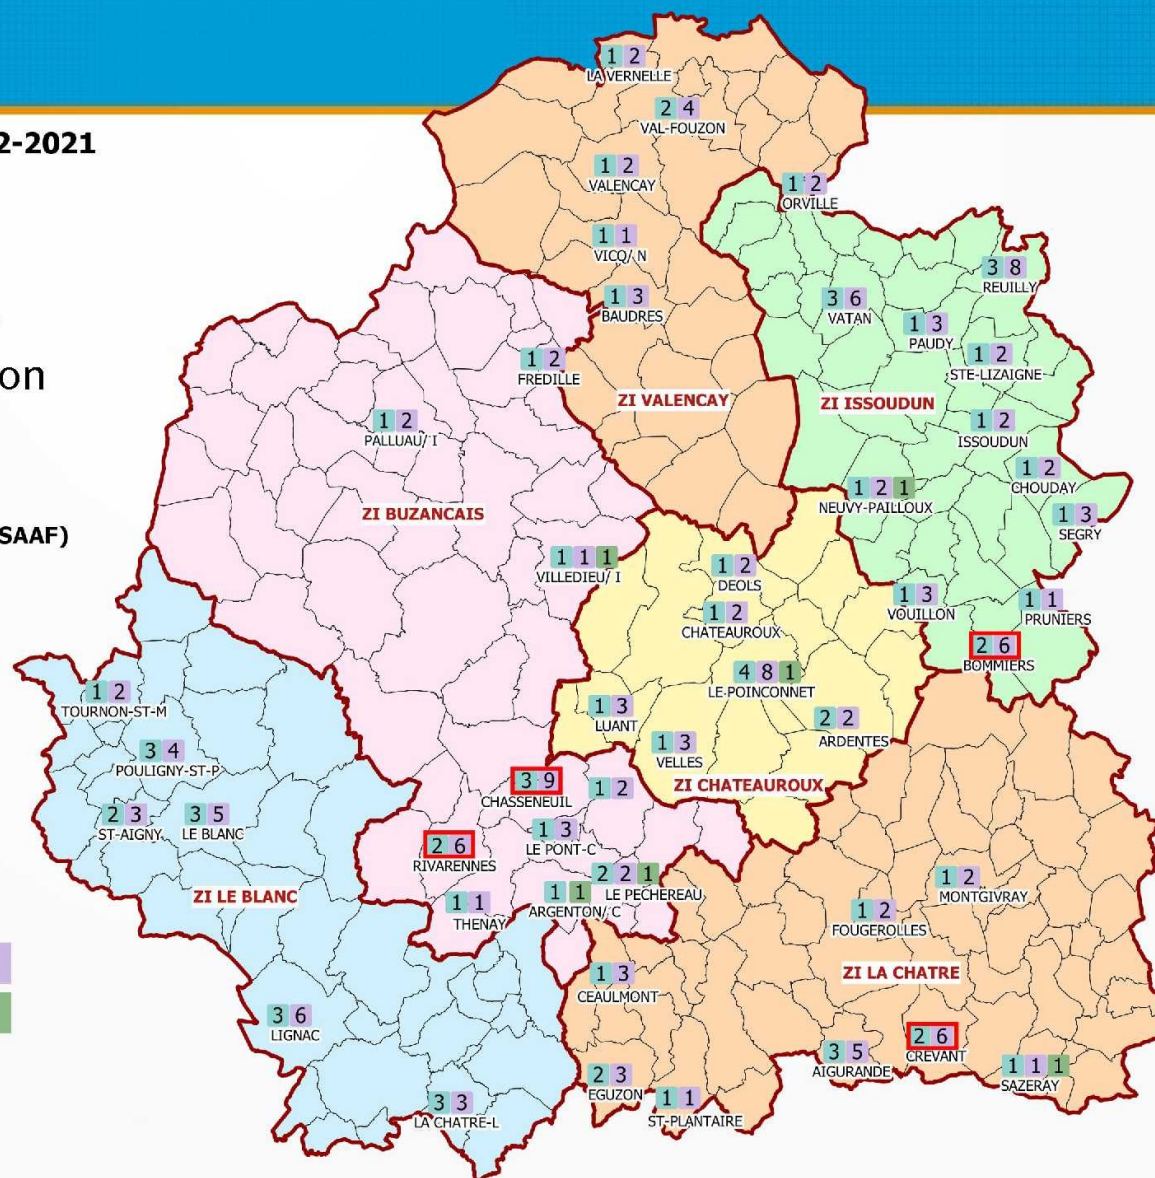 2-2021
on
SAAF)
1 2
LA VERNELLE
2 4
VAL-FOUZON
1 2
VALENCAY
1 2
ORVILLE
1 1
VICQ/ N
3 8
REUILLY
1 3
BAUDRES
3 6
VATAN
1 3
PAUDY
1 2
FREDILLE
1 2
STE-LIZAIGNE
ZI VALENCAY
ZI ISSOUDUN
1 2
PALLUAU/ I
1 2
ISSOUDUN
1 2
CHOUDAY
1 2 1
NEUVY-PAILLOUX
ZI BUZANCAIS
1 3
SEGRY
1 1 1
VILLEDIEU/ I
1 2
DEOLS
1 3
VOUILLON
1 1
PRUNIERS
1 2
CHATEAUROUX
2 6
BOMMIERS
4 8 1
LE-POINCONNET
1 2
TOURNON-ST-M
1 3
LUANT
2 2
ARDENTES
3 4
POULIGNY-ST-P
1 3
VELLES
3 9
CHASSENEUIL
1 2
ZI CHATEAUROUX
2 3
ST-AIGNY
3 5
LE BLANC
1 3
LE PONT-C
2 6
RIVARENNES
2 2 1
LE PECHEREAU
1 2
MONTGIVRAY
ZI LE BLANC
1 1
THENAY
1 1
ARGENTON/ C
1 2
FOUGEROLLES
1 3
CEAULMONT
ZI LA CHATRE
3 6
LIGNAC
2 6
CREVANT
3 5
AIGURANDE
1 1 1
SAZERAY
2 3
EGUZON
3 3
LA CHATRE-L
1 1
ST-PLANTAIRE